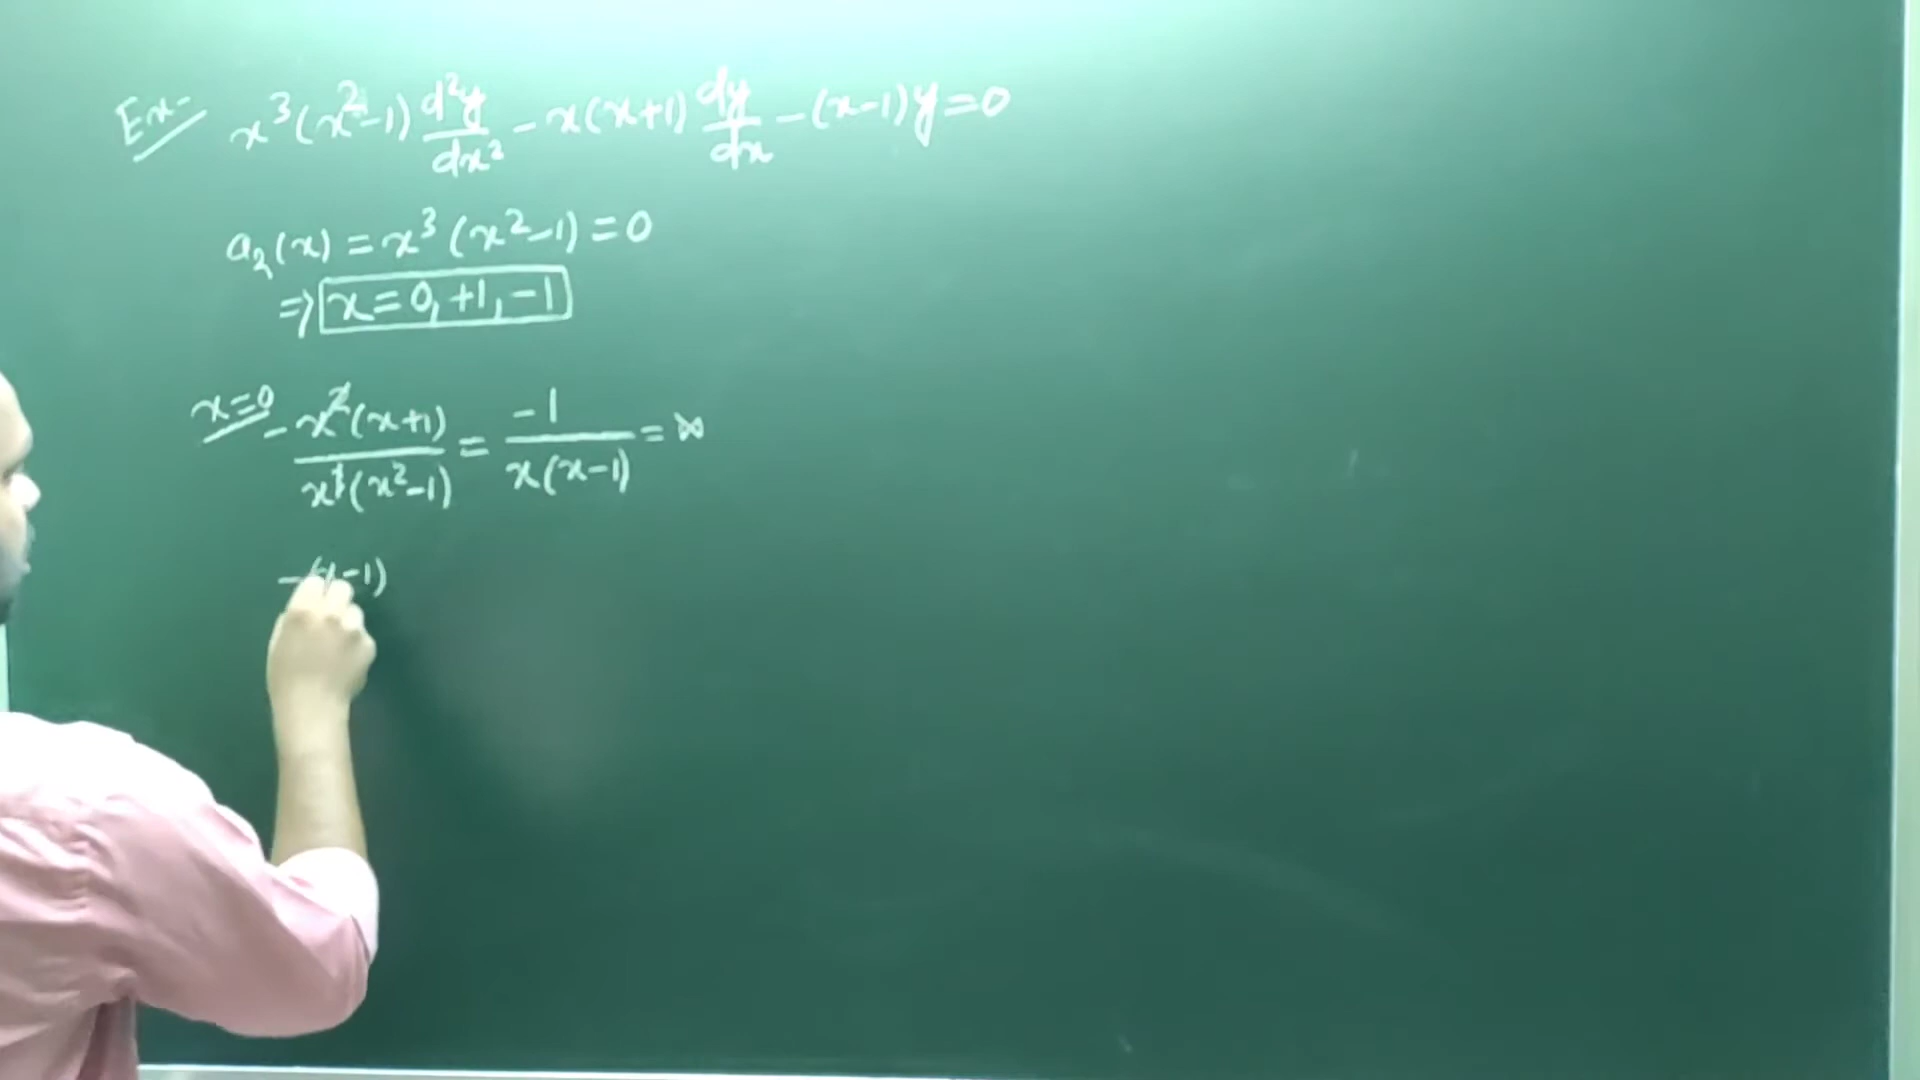 Ex- x³(x²-1) d²y/dx² - x(x+1) dy/dx - (x-1)y = 0
a₂(x) = x³(x²-1) = 0
⇒ x = 0, +1, -1
x=0 - x²(x+1)/x³(x²-1) = -1/x(x-1) = ∞
-(x-1)